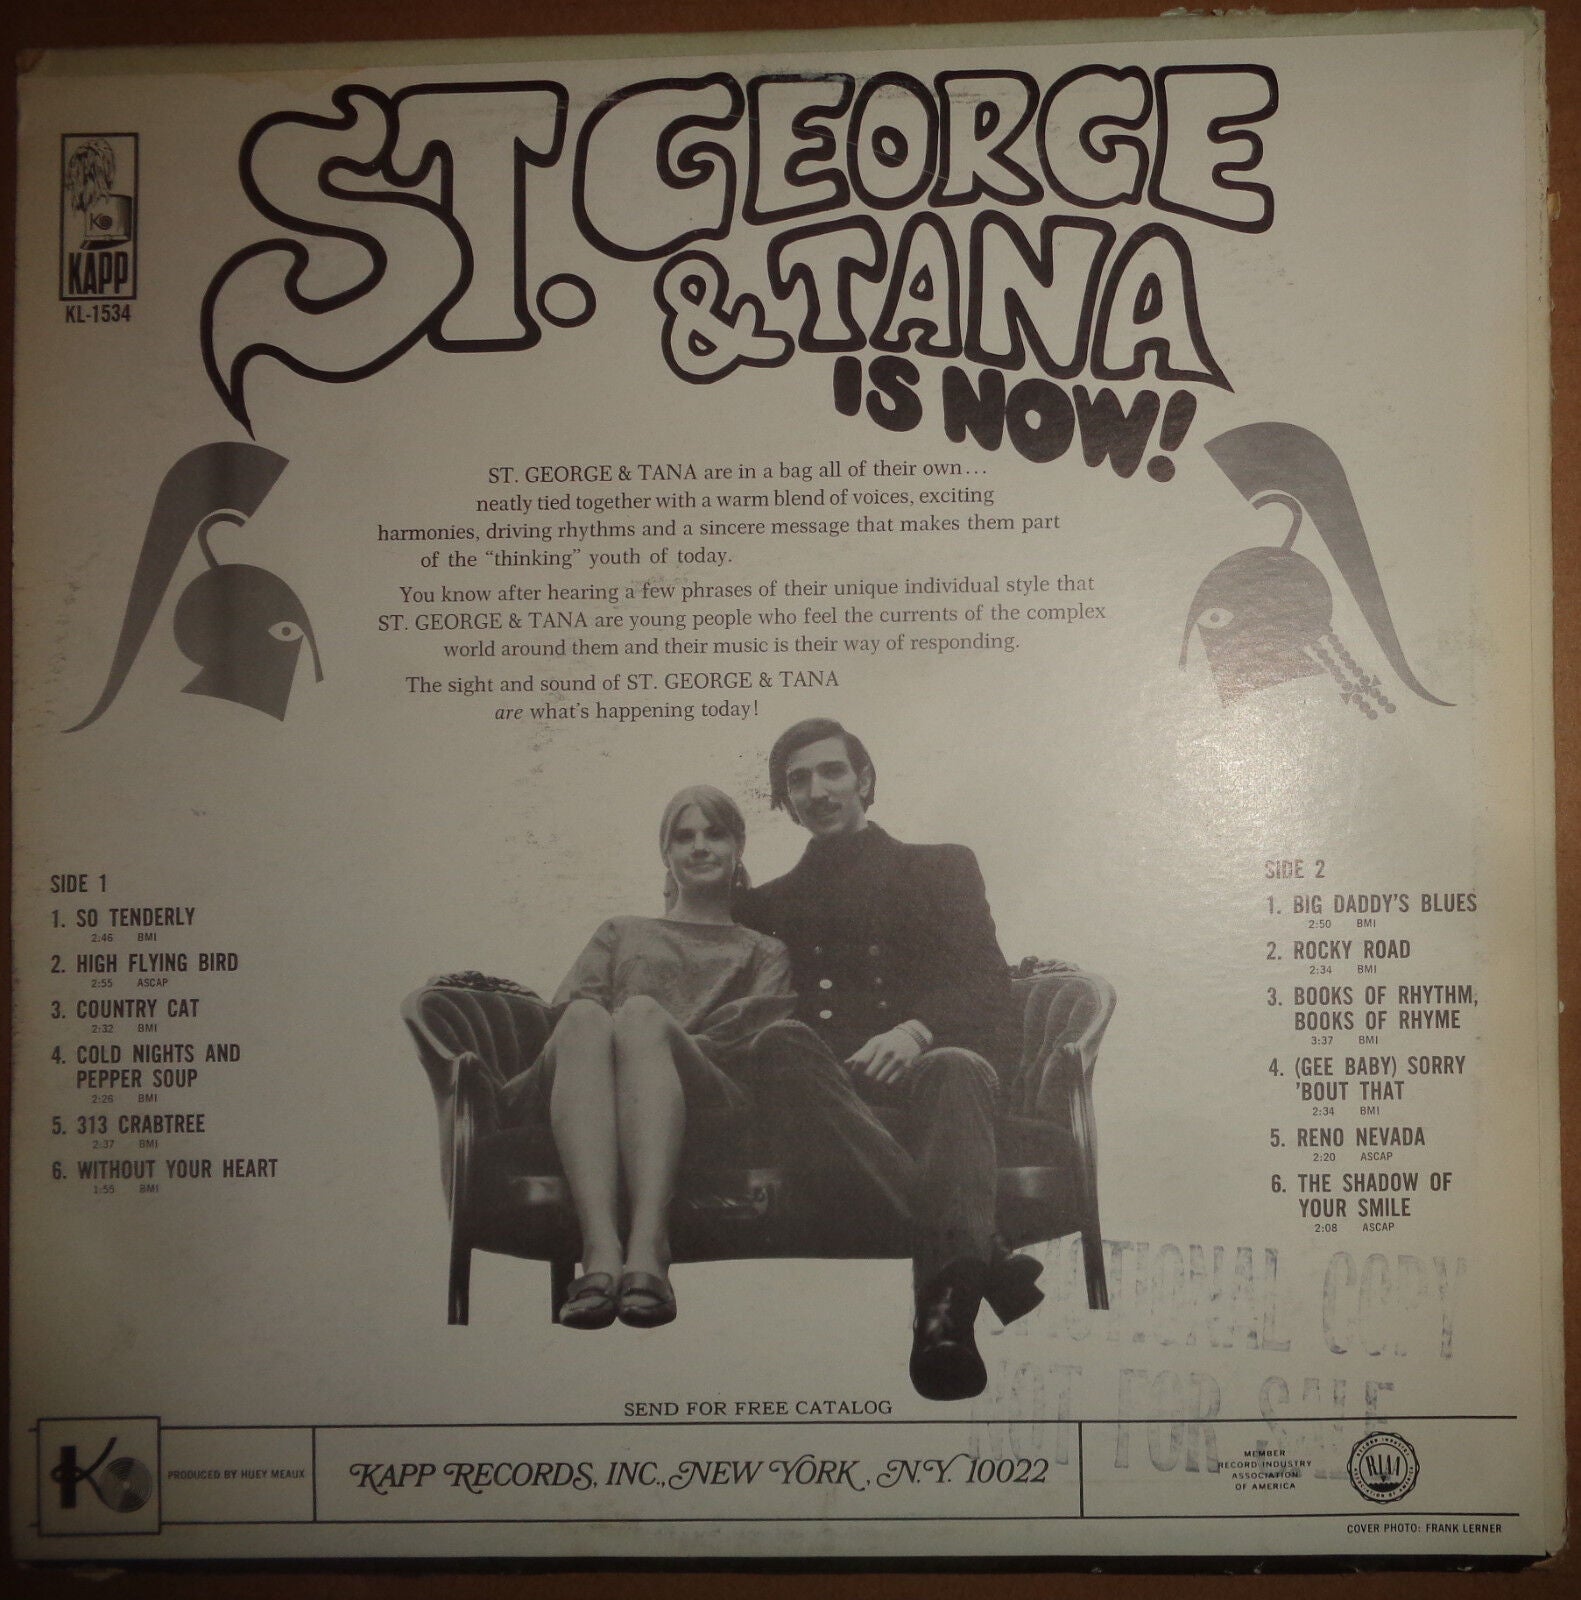 ST. GEORGE
& TANA
IS NOW!
K
KAPP
KL-1534
ST. GEORGE & TANA are in a bag all of their own...
neatly tied together with a warm blend of voices, exciting
harmonies, driving rhythms and a sincere message that makes them part
of the “thinking” youth of today.
You know after hearing a few phrases of their unique individual style that
ST. GEORGE & TANA are young people who feel the currents of the complex
world around them and their music is their way of responding.
The sight and sound of ST. GEORGE & TANA
are what's happening today!
SIDE 1
1. SO TENDERLY
2:46 BMI
2. HIGH FLYING BIRD
2:55 ASCAP
3. COUNTRY CAT
2:32 BMI
4. COLD NIGHTS AND
PEPPER SOUP
2:26 BMI
5. 313 CRABTREE
2:37 BMI
6. WITHOUT YOUR HEART
1:55 BMI
SIDE 2
1. BIG DADDY'S BLUES
2:50 BMI
2. ROCKY ROAD
2:34 BMI
3. BOOKS OF RHYTHM,
BOOKS OF RHYME
3:37 BMI
4. (GEE BABY) SORRY
'BOUT THAT
2:34 BMI
5. RENO NEVADA
2:20 ASCAP
6. THE SHADOW OF
YOUR SMILE
2:08 ASCAP
COPY
NOT FOR SALE
SEND FOR FREE CATALOG
K
PRODUCED BY HUEY MEAUX
KAPP RECORDS, INC., NEW YORK, N.Y. 10022
MEMBER
RECORD INDUSTRY
ASSOCIATION
OF AMERICA
RIAA
COVER PHOTO: FRANK LERNER